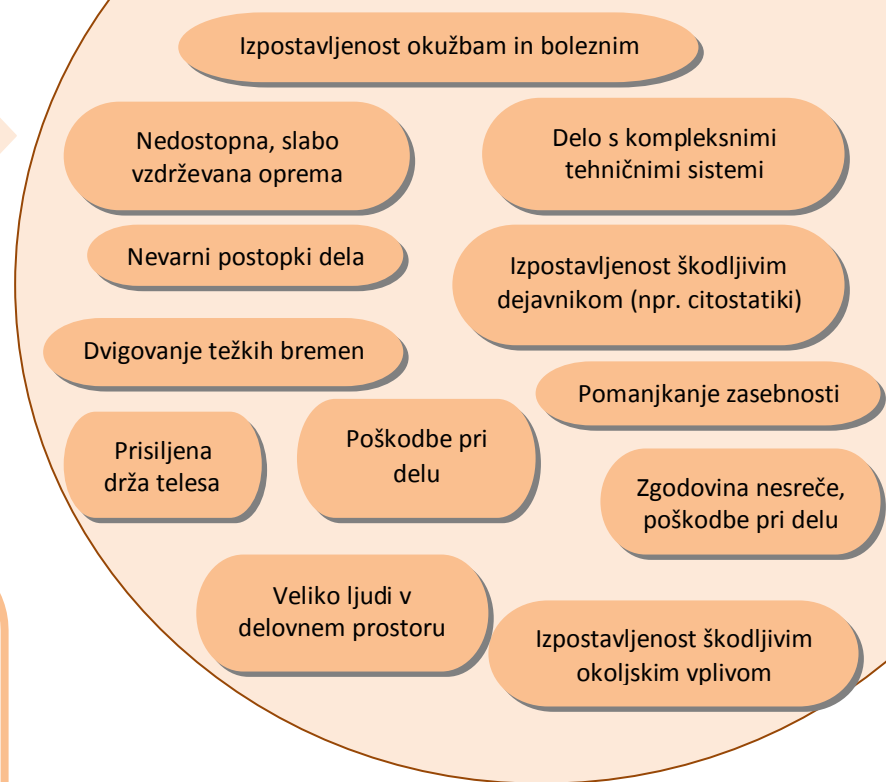 Izpostavljenost okužbam in boleznim
Nedostopna, slabo
vzdrževana oprema
Delo s kompleksnimi
tehničnimi sistemi
Nevarni postopki dela
Izpostavljenost škodljivim
dejavnikom (npr. citostatiki)
Dvigovanje težkih bremen
Pomanjkanje zasebnosti
Prisiljena
drža telesa
Poškodbe pri
delu
Zgodovina nesreče,
poškodbe pri delu
Veliko ljudi v
delovnem prostoru
Izpostavljenost škodljivim
okoljskim vplivom